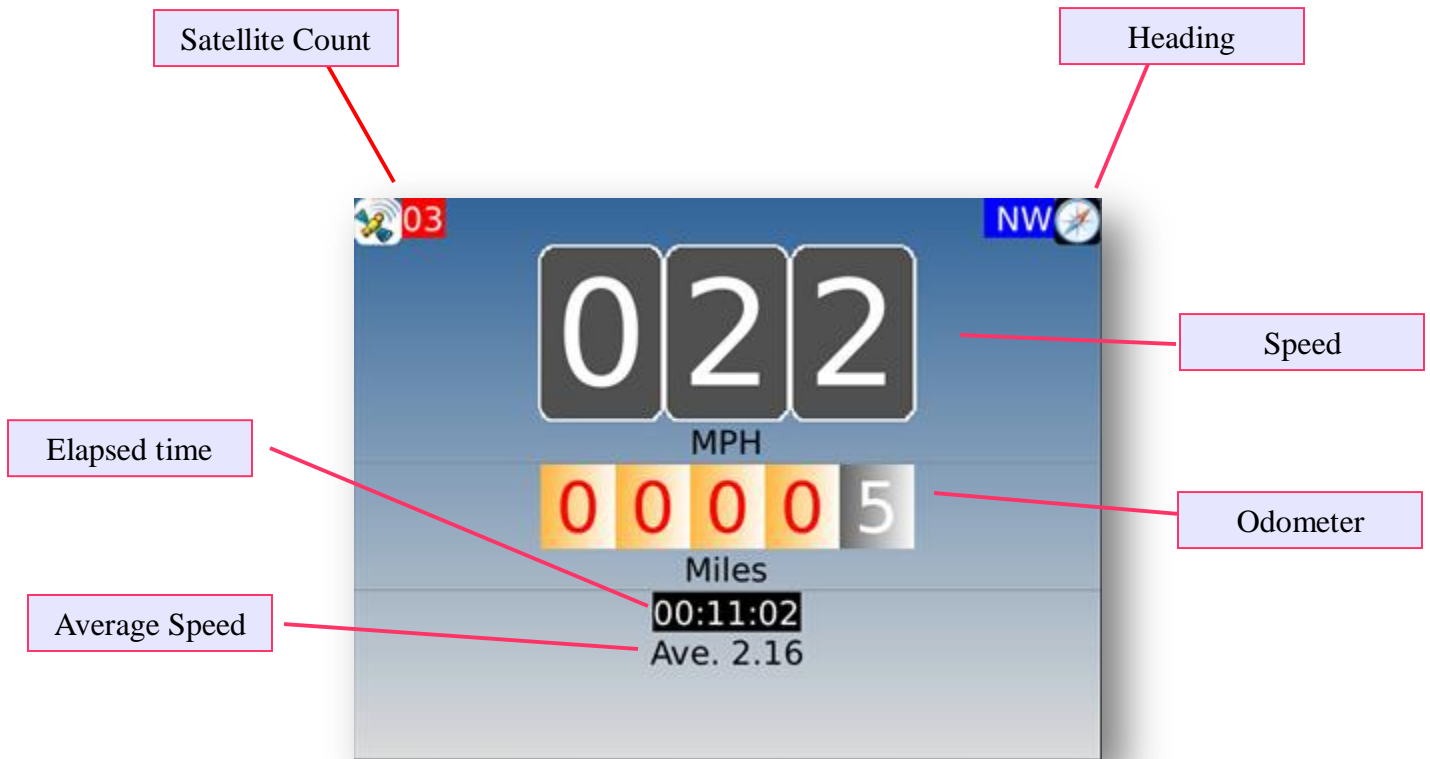 Satellite Count
Heading
03
NW
022
Speed
MPH
Elapsed time
00005
Odometer
Miles
00:11:02
Average Speed
Ave. 2.16